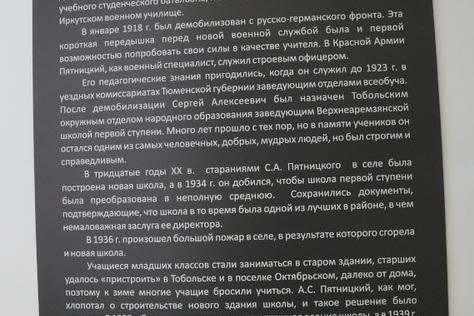 учебного студенческого баталь
Иркутском военном училище.
В январе 1918 г. был демобилизован с русско-германского фронта. Эта
короткая передышка перед новой военной службой была и первой
возможностью попробовать свои силы в качестве учителя. В Красной Армии
Пятницкий, как военный специалист, служил строевым офицером.
Его педагогические знания пригодились, когда он служил до 1923 г. в
уездных комиссариатах Тюменской губернии заведующим отделами всеобуча.
После демобилизации Сергей Алексеевич был назначен Тобольским
окружным отделом народного образования заведующим Верхнеаремзянской
школой первой ступени. Много лет прошло с тех пор, но в памяти учеников он
остался одним из самых человечных, добрых, мудрых людей, но был строгим и
справедливым.
В тридцатые годы XX в. стараниями С.А. Пятницкого в селе была
построена новая школа, а в 1934 г. он добился, чтобы школа первой ступени
была преобразована в неполную среднюю. Сохранились документы,
подтверждающие, что школа в то время была одной из лучших в районе, в чем
немаловажная заслуга ее директора.
В 1936 г. произошел большой пожар в селе, в результате которого сгорела
и новая школа.
Учащиеся младших классов стали заниматься в старом здании, старших
удалось «пристроить» в Тобольске и в поселке Октябрьском, далеко от дома,
поэтому к зиме многие учащие бросили учиться. А.С. Пятницкий, как мог,
хлопотал о строительстве нового здания школы, и такое решение было
здания школы, а в 1939 г